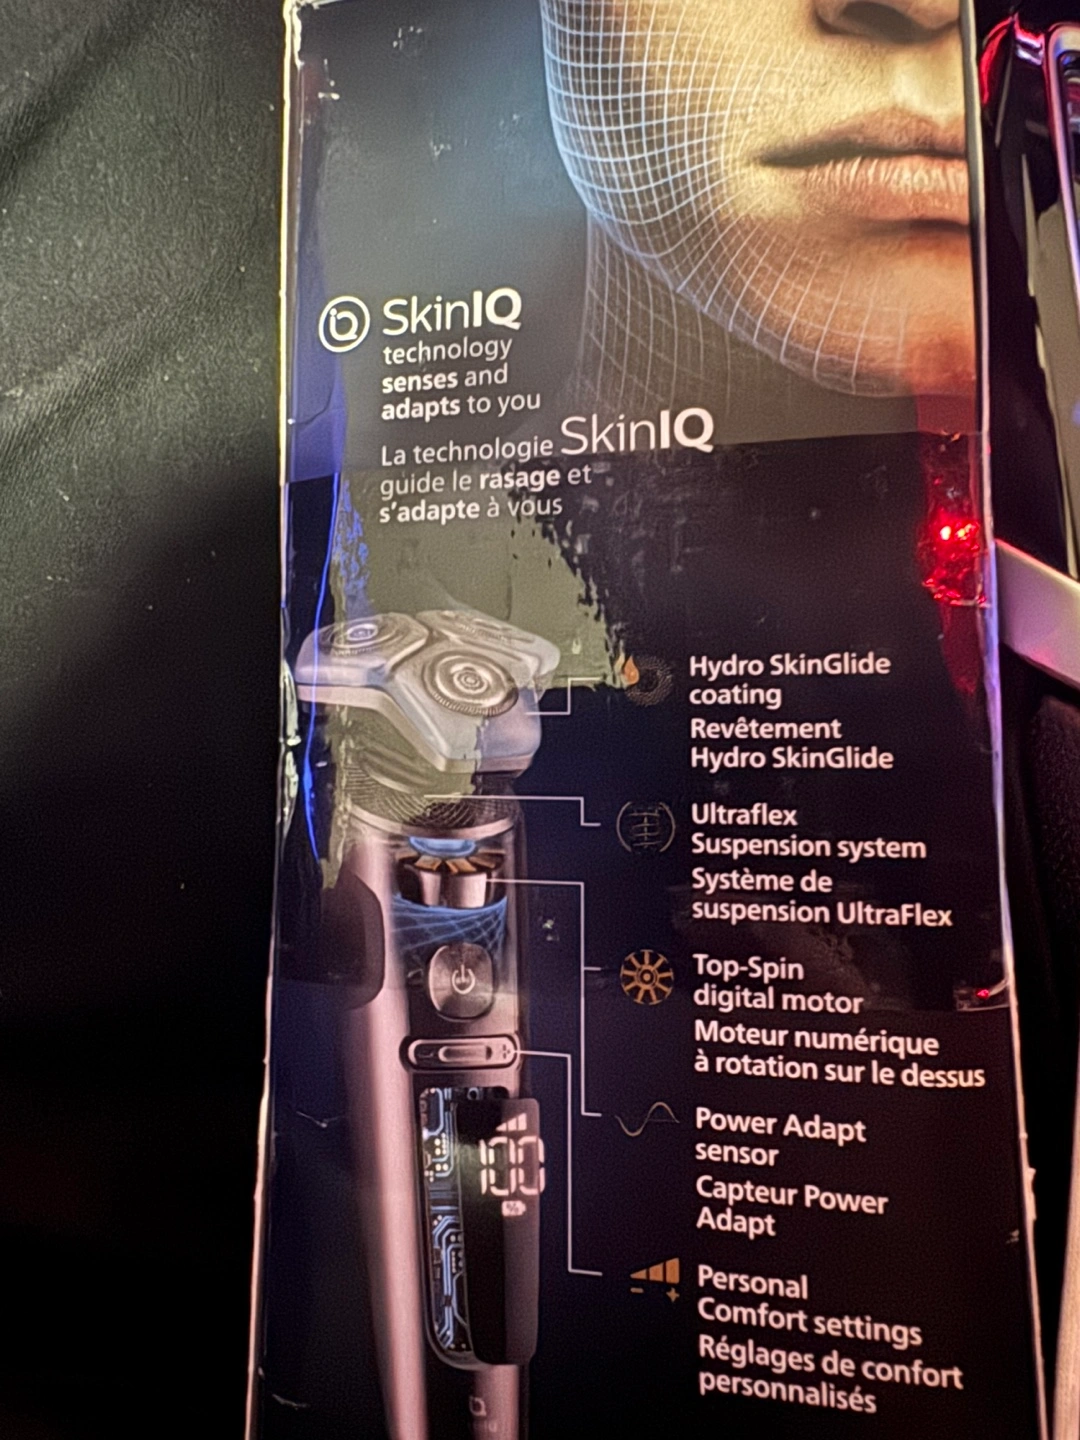 SkinIQ
technology
senses and
adapts to you
La technologie SkinIQ
guide le rasage et
s'adapte à vous
Hydro SkinGlide
coating
Revêtement
Hydro SkinGlide
Ultraflex
Suspension system
Système de
suspension UltraFlex
Top-Spin
digital motor
Moteur numérique
à rotation sur le dessus
Power Adapt
sensor
Capteur Power
Adapt
100
%
Personal
Comfort settings
Réglages de confort
personnalisés